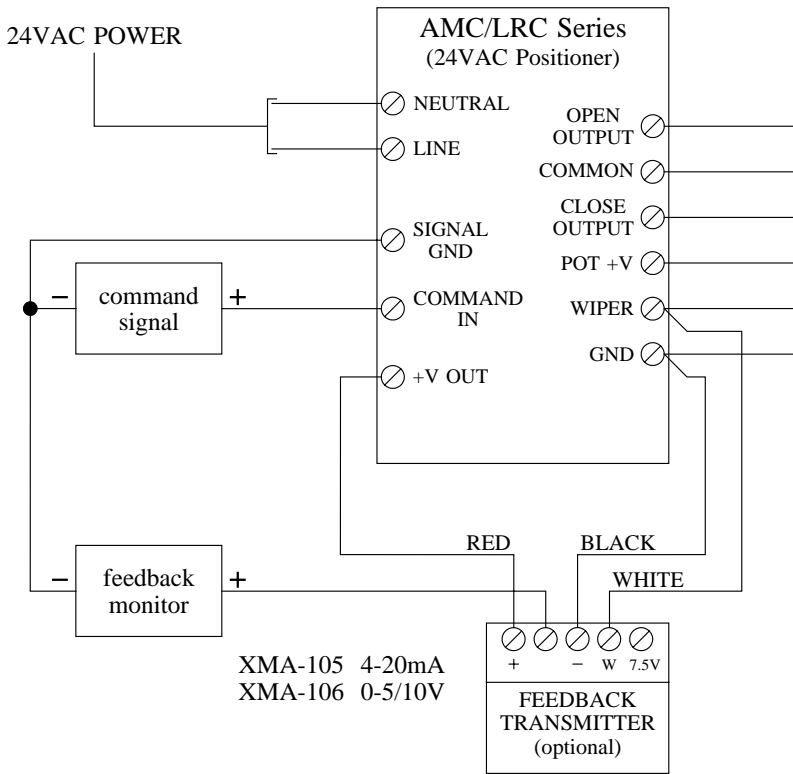 24VAC POWER
AMC/LRC Series
(24VAC Positioner)
NEUTRAL
LINE
SIGNAL
GND
COMMAND
IN
+V OUT
OPEN
OUTPUT
COMMON
CLOSE
OUTPUT
POT +V
WIPER
GND
− command +
signal
RED
BLACK
WHITE
− feedback +
monitor
XMA-105 4-20mA
XMA-106 0-5/10V
+ − W 7.5V
FEEDBACK
TRANSMITTER
(optional)